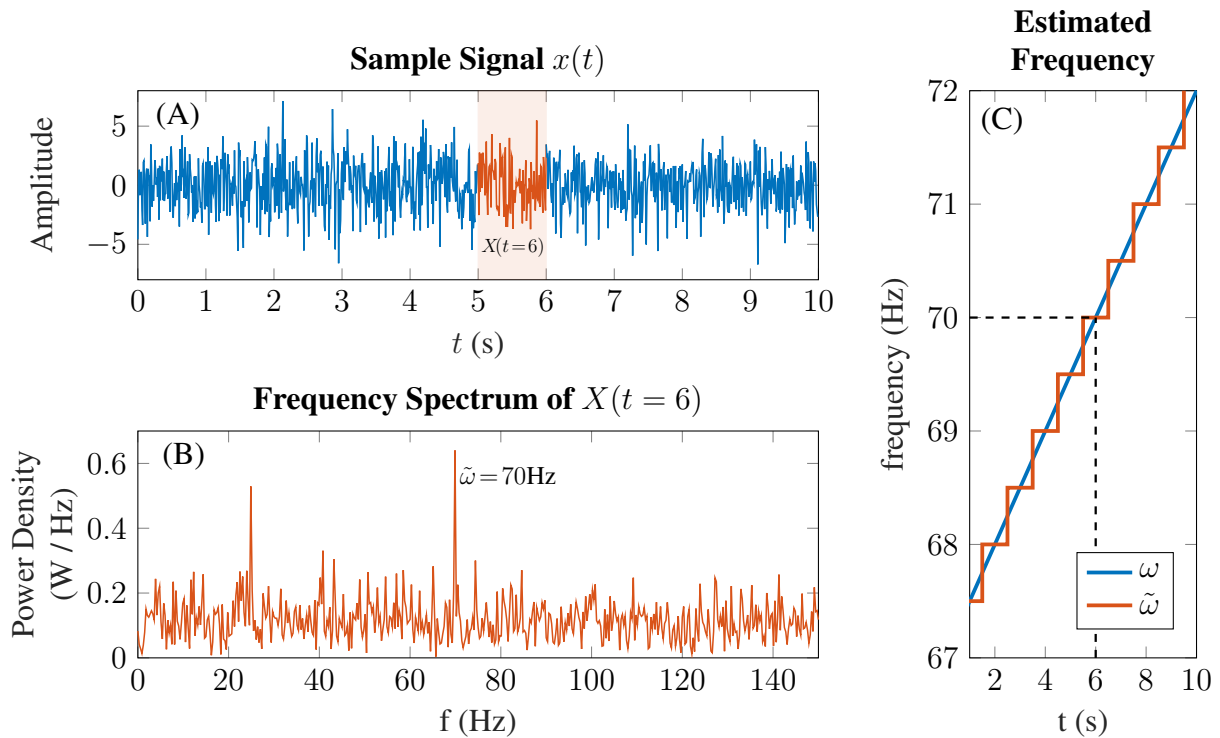 Sample Signal x(t)
(A)
Amplitude
5
0
−5
X(t=6)
0 1 2 3 4 5 6 7 8 9 10
t (s)
Frequency Spectrum of X(t = 6)
(B)
Power Density
(W / Hz)
0.6
0.4
0.2
0
ω̃ = 70Hz
0 20 40 60 80 100 120 140
f (Hz)
Estimated
Frequency
(C)
frequency (Hz)
72
71
70
69
68
67
ω
ω̃
2 4 6 8 10
t (s)